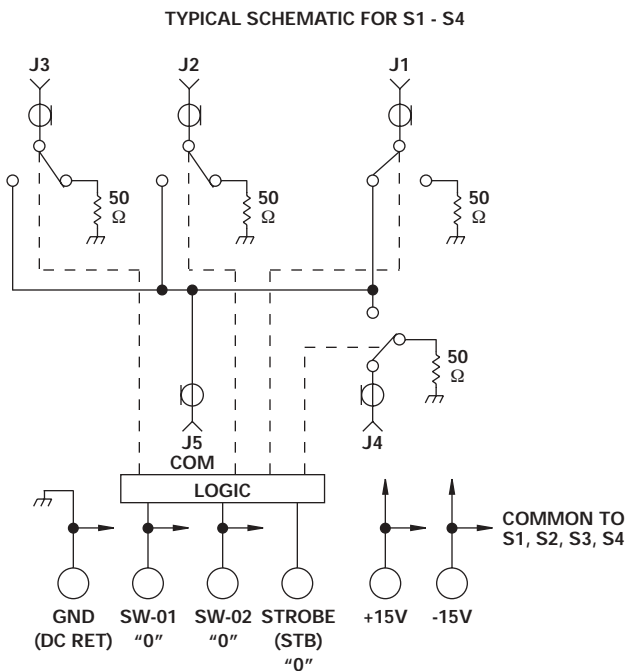 TYPICAL SCHEMATIC FOR S1 - S4
J3
J2
J1
50
Ω
50
Ω
50
Ω
50
Ω
J5
COM
J4
LOGIC
COMMON TO
S1, S2, S3, S4
GND
(DC RET)
SW-01
“0”
SW-02
“0”
STROBE
(STB)
“0”
+15V
-15V